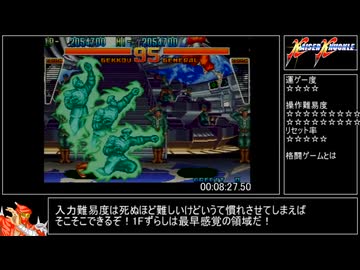 1P- 2054700 HI- 2054700
95
GEKKOU GENERAL
00:08:27.50
KAISER KNUCKLE
運ゲー度
☆☆☆☆
操作難易度
☆☆☆☆☆☆☆☆☆
☆☆☆☆☆☆☆☆☆
リセット率
☆☆☆☆☆
格闘ゲームとは
入力難易度は死ぬほど難しいけどいうて慣れさせてしまえば
そこそこできるぞ！1Fずらしは最早感覚の領域だ！